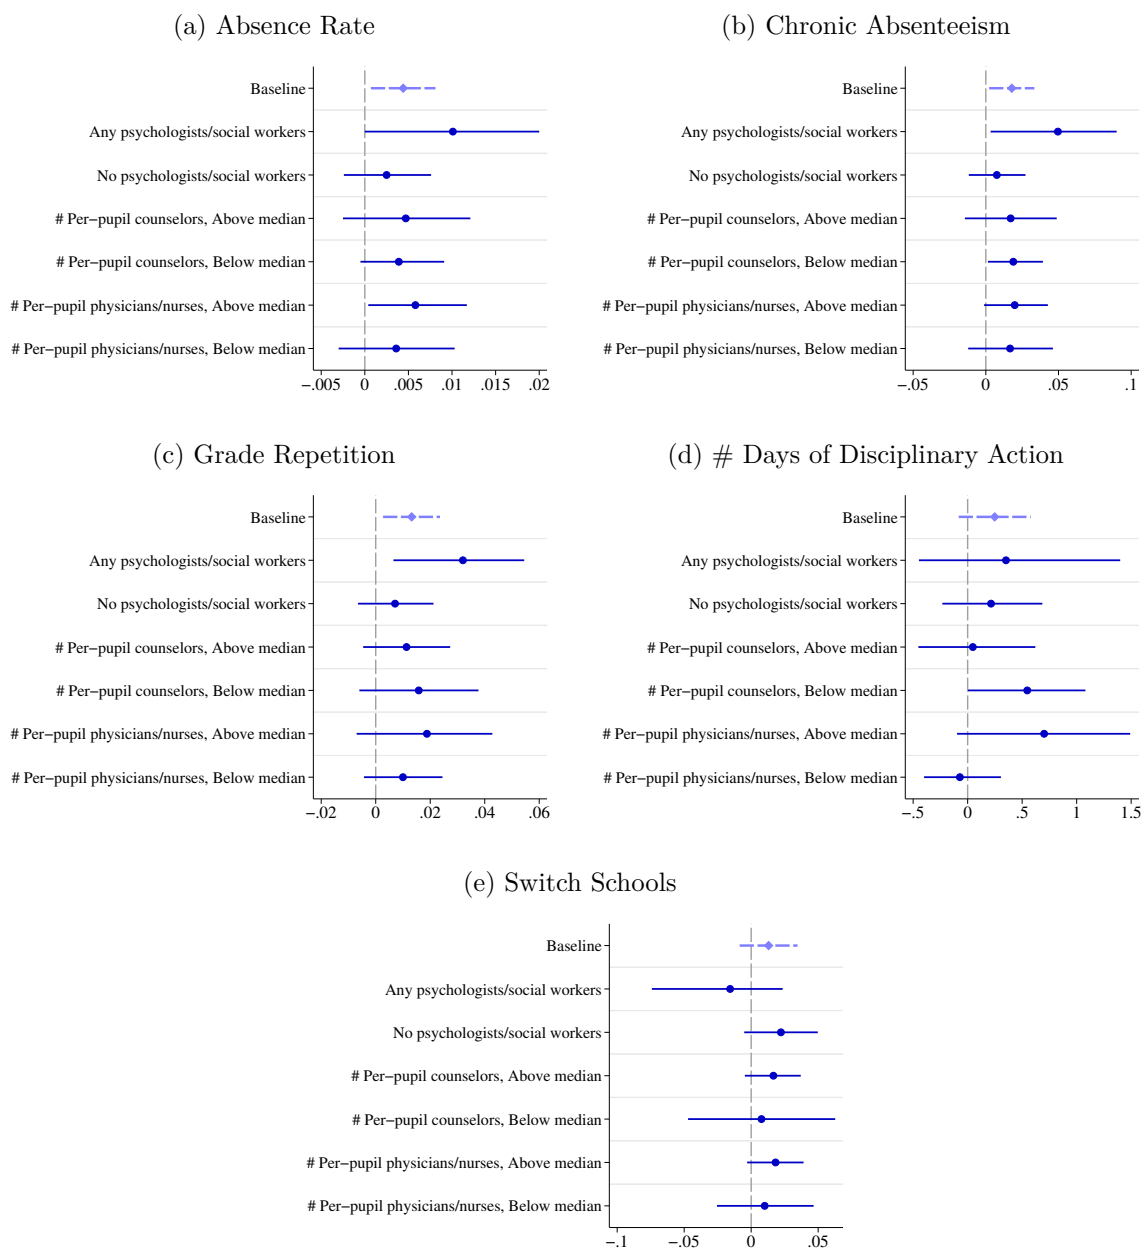 (a) Absence Rate
Baseline
Any psychologists/social workers
No psychologists/social workers
# Per−pupil counselors, Above median
# Per−pupil counselors, Below median
# Per−pupil physicians/nurses, Above median
# Per−pupil physicians/nurses, Below median
−.005 0 .005 .010 .015 .02
(b) Chronic Absenteeism
Baseline
Any psychologists/social workers
No psychologists/social workers
# Per−pupil counselors, Above median
# Per−pupil counselors, Below median
# Per−pupil physicians/nurses, Above median
# Per−pupil physicians/nurses, Below median
−.05 0 .05 .1
(c) Grade Repetition
Baseline
Any psychologists/social workers
No psychologists/social workers
# Per−pupil counselors, Above median
# Per−pupil counselors, Below median
# Per−pupil physicians/nurses, Above median
# Per−pupil physicians/nurses, Below median
−.02 0 .02 .04 .06
(d) # Days of Disciplinary Action
Baseline
Any psychologists/social workers
No psychologists/social workers
# Per−pupil counselors, Above median
# Per−pupil counselors, Below median
# Per−pupil physicians/nurses, Above median
# Per−pupil physicians/nurses, Below median
−.5 0 .5 1 1.5
(e) Switch Schools
Baseline
Any psychologists/social workers
No psychologists/social workers
# Per−pupil counselors, Above median
# Per−pupil counselors, Below median
# Per−pupil physicians/nurses, Above median
# Per−pupil physicians/nurses, Below median
−.1 −.05 0 .05